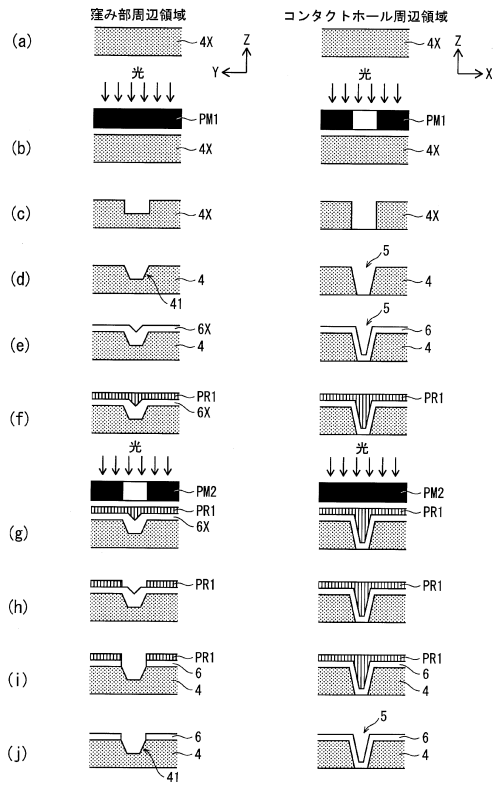 窪み部周辺領域 コンタクトホール周辺領域
(a) 4X Z Y 4X Z X
光 光
PM1 PM1
(b) 4X 4X
(c) 4X 4X
(d) 4 41 5 4
(e) 6X 4 5 6 4
(f) PR1 6X PR1
光 光
PM2 PM2
(g) PR1 6X PR1
(h) PR1 PR1
(i) PR1 6 4 PR1 6 4
(j) 6 4 41 5 6 4